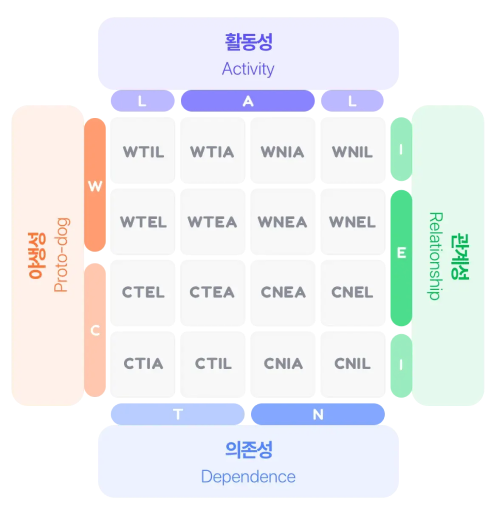 활동성
Activity
L A L
WTIL WTIA WNIA WNIL
I
W
WTEL WTEA WNEA WNEL
야생성
Proto-dog
관계성
Relationship
E
CTEL CTEA CNEA CNEL
C
CTIA CTIL CNIA CNIL
I
T N
의존성
Dependence